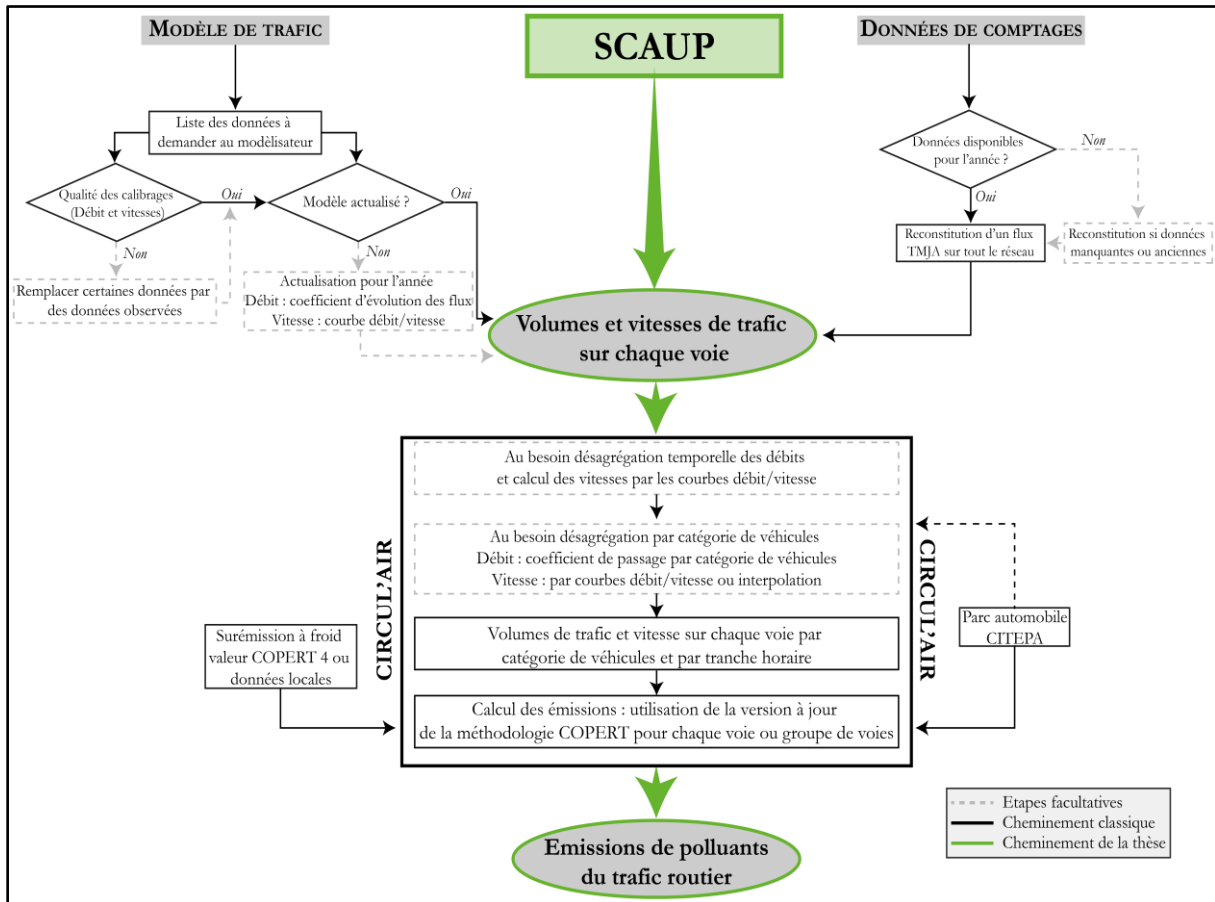 MODÈLE DE TRAFIC
SCAUP
DONNÉES DE COMPTAGES
Liste des données à
demander au modèlisateur
Qualité des calibrages
(Débit et vitesses)
Oui
Modèle actualisé ?
Oui
Non
Non
Remplacer certaines données par
des données observées
Actualisation pour l'année
Débit : coefficient d'évolution des flux
Vitesse : courbe débit/vitesse
Données disponibles
pour l'année ?
Non
Oui
Reconstitution d'un flux
TMJA sur tout le réseau
Reconstitution si données
manquantes ou anciennes
Volumes et vitesses de trafic
sur chaque voie
Au besoin désagrégation temporelle des débits
et calcul des vitesses par les courbes débit/vitesse
Au besoin désagrégation par catégorie de véhicules
Débit : coefficient de passage par catégorie de véhicules
Vitesse : par courbes débit/vitesse ou interpolation
Volumes de trafic et vitesse sur chaque voie par
catégorie de véhicules et par tranche horaire
Calcul des émissions : utilisation de la version à jour
de la méthodologie COPERT pour chaque voie ou groupe de voies
CIRCUL'AIR
CIRCUL'AIR
Surémission à froid
valeur COPERT 4 ou
données locales
Parc automobile
CITEPA
Emissions de polluants
du trafic routier
Etapes facultatives
Cheminement classique
Cheminement de la thèse